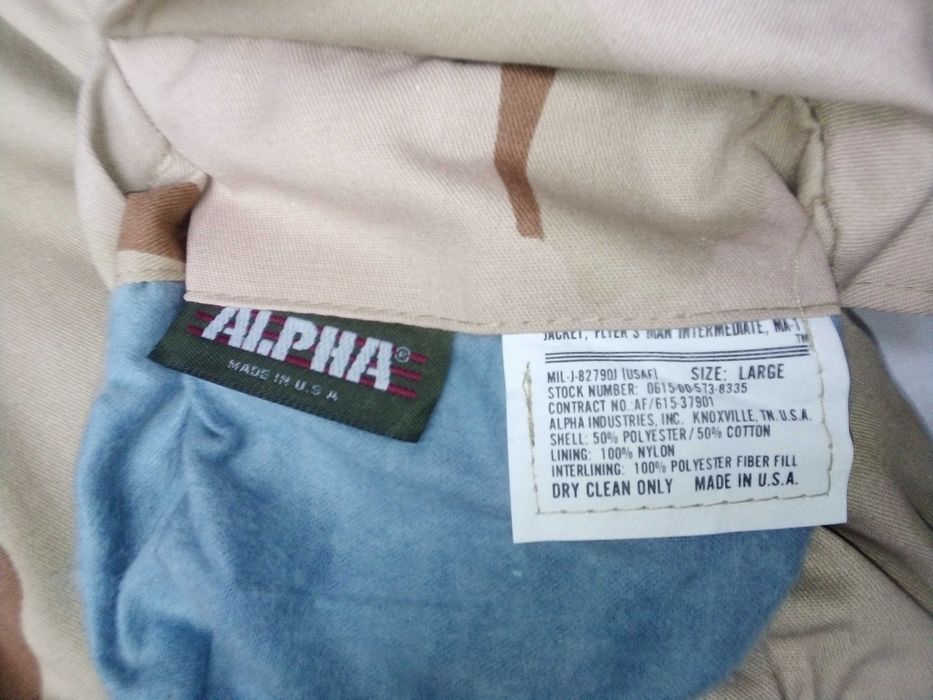 ALPHA®
MADE IN U.S.A
JACKET, FLYER'S MAN INTERMEDIATE, MA-1
TM
MIL-J-82790J (USAF) SIZE: LARGE
STOCK NUMBER: 0615-00-573-8335
CONTRACT NO.:AF/615-37901
ALPHA INDUSTRIES, INC. KNOXVILLE, TN. U.S.A.
SHELL: 50% POLYESTER/50% COTTON
LINING: 100% NYLON
INTERLINING: 100% POLYESTER FIBER FILL
DRY CLEAN ONLY MADE IN U.S.A.